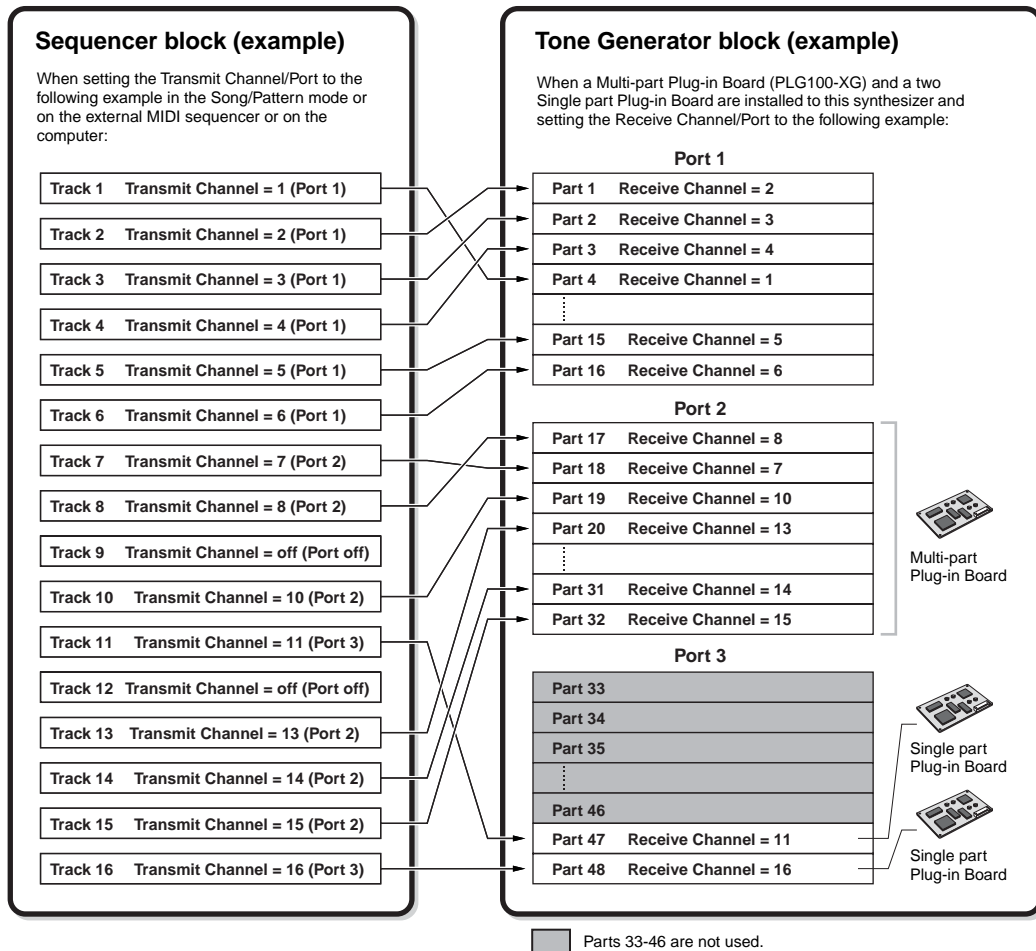 Sequencer block (example)
When setting the Transmit Channel/Port to the
following example in the Song/Pattern mode or
on the external MIDI sequencer or on the
computer:
Track 1 Transmit Channel = 1 (Port 1)
Track 2 Transmit Channel = 2 (Port 1)
Track 3 Transmit Channel = 3 (Port 1)
Track 4 Transmit Channel = 4 (Port 1)
Track 5 Transmit Channel = 5 (Port 1)
Track 6 Transmit Channel = 6 (Port 1)
Track 7 Transmit Channel = 7 (Port 2)
Track 8 Transmit Channel = 8 (Port 2)
Track 9 Transmit Channel = off (Port off)
Track 10 Transmit Channel = 10 (Port 2)
Track 11 Transmit Channel = 11 (Port 3)
Track 12 Transmit Channel = off (Port off)
Track 13 Transmit Channel = 13 (Port 2)
Track 14 Transmit Channel = 14 (Port 2)
Track 15 Transmit Channel = 15 (Port 2)
Track 16 Transmit Channel = 16 (Port 3)
Tone Generator block (example)
When a Multi-part Plug-in Board (PLG100-XG) and a two
Single part Plug-in Board are installed to this synthesizer and
setting the Receive Channel/Port to the following example:
Port 1
Part 1 Receive Channel = 2
Part 2 Receive Channel = 3
Part 3 Receive Channel = 4
Part 4 Receive Channel = 1
Part 15 Receive Channel = 5
Part 16 Receive Channel = 6
Port 2
Part 17 Receive Channel = 8
Part 18 Receive Channel = 7
Part 19 Receive Channel = 10
Part 20 Receive Channel = 13
Part 31 Receive Channel = 14
Part 32 Receive Channel = 15
Multi-part
Plug-in Board
Port 3
Part 33
Part 34
Part 35
Part 46
Part 47 Receive Channel = 11
Part 48 Receive Channel = 16
Single part
Plug-in Board
Single part
Plug-in Board
Parts 33-46 are not used.